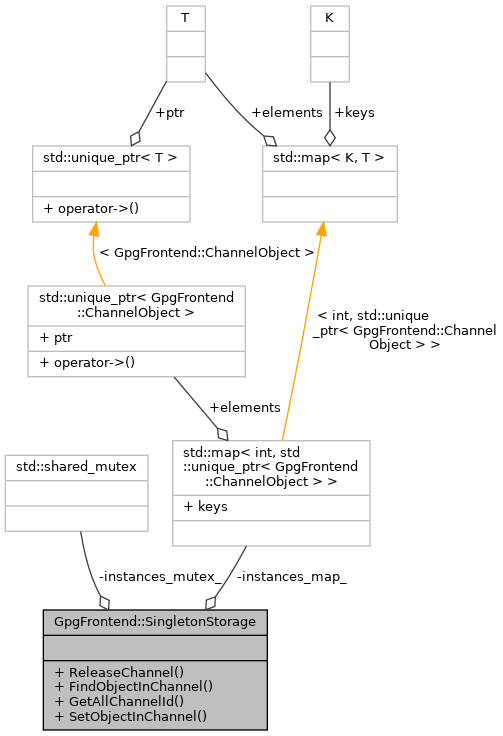 T
K
+ptr
+elements
+keys
std::unique_ptr< T >
+ operator->()
std::map< K, T >
< GpgFrontend::ChannelObject >
std::unique_ptr< GpgFrontend
::ChannelObject >
+ ptr
+ operator->()
< int, std::unique
_ptr< GpgFrontend::Channel
Object > >
+elements
std::shared_mutex
std::map< int, std
::unique_ptr< GpgFrontend
::ChannelObject > >
+ keys
-instances_mutex_
-instances_map_
GpgFrontend::SingletonStorage
+ ReleaseChannel()
+ FindObjectInChannel()
+ GetAllChannelId()
+ SetObjectInChannel()